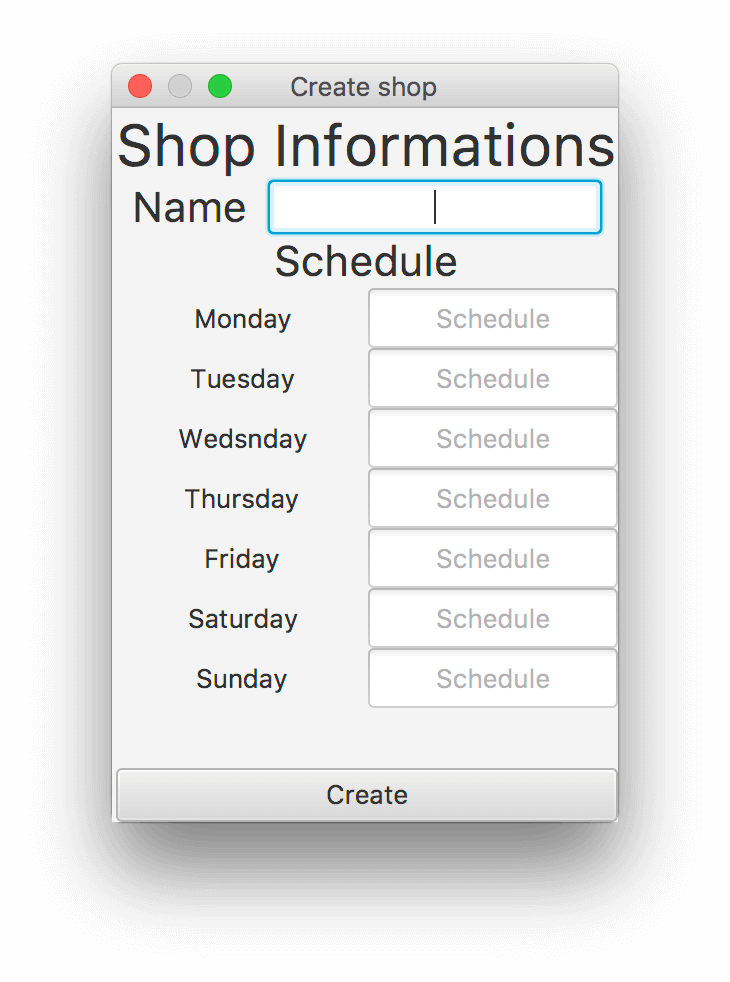 Create shop
Shop Informations
Name
Schedule
Monday Schedule
Tuesday Schedule
Wedsnday Schedule
Thursday Schedule
Friday Schedule
Saturday Schedule
Sunday Schedule
Create